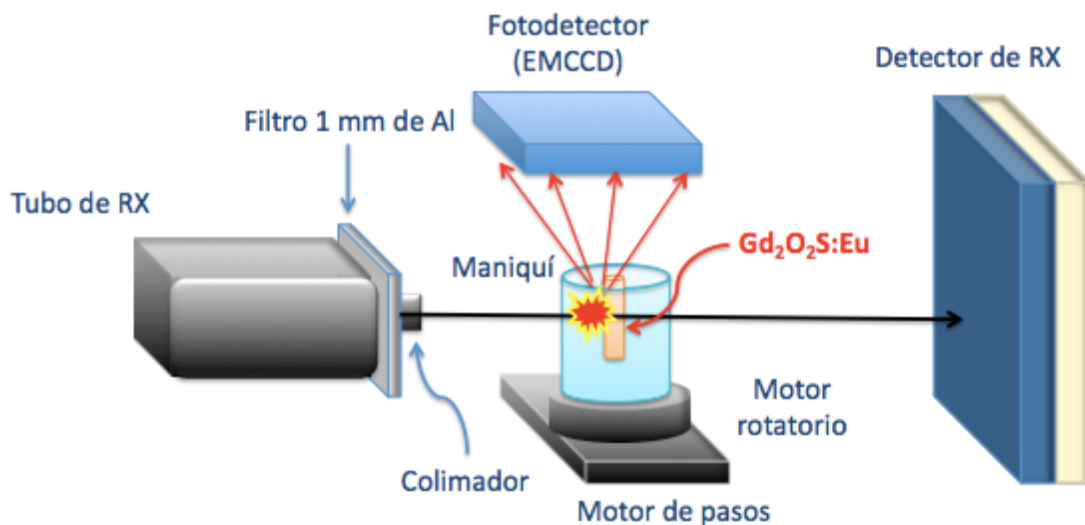 Fotodetector
(EMCCD)
Detector de RX
Filtro 1 mm de Al
Tubo de RX
Gd₂O₂S:Eu
Maniquí
Motor
rotatorio
Colimador
Motor de pasos